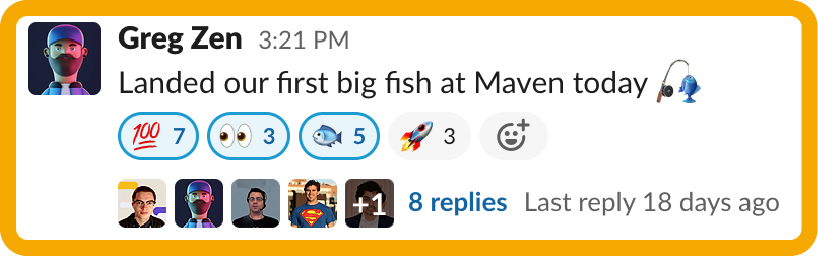 Greg Zen 3:21 PM
Landed our first big fish at Maven today 🎣
💯 7 👀 3 🐟 5 🚀 3
+1 8 replies Last reply 18 days ago